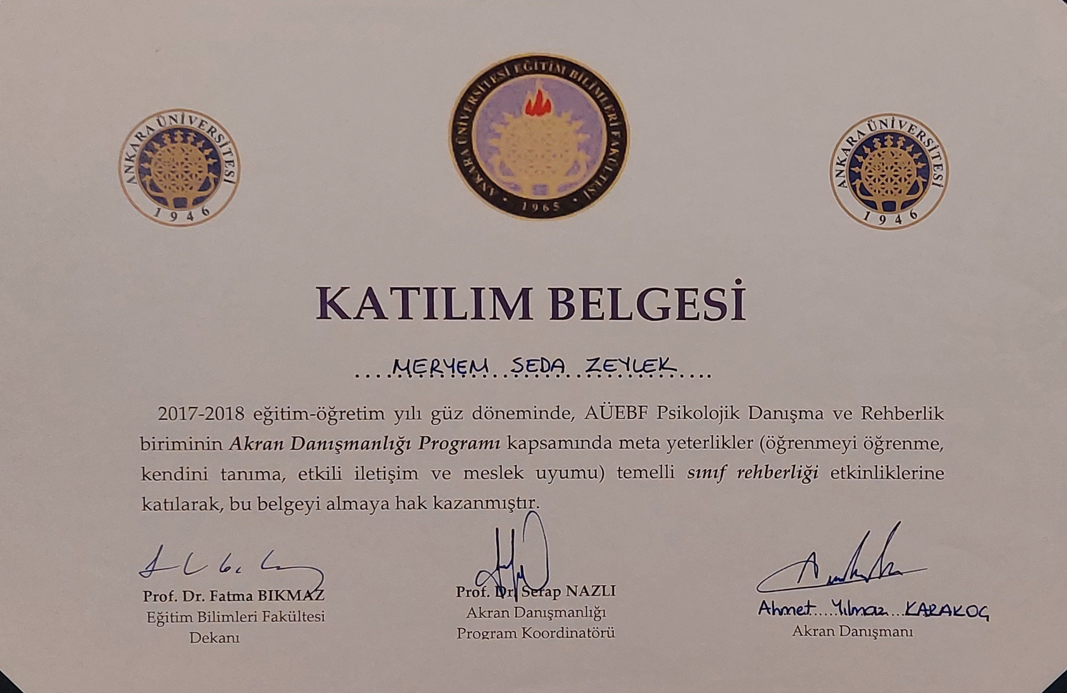 ANKARA ÜNİVERSİTESİ
1946
ANKARA ÜNİVERSİTESİ EĞİTİM BİLİMLERİ FAKÜLTESİ
1965
ANKARA ÜNİVERSİTESİ
1946
KATILIM BELGESİ
....MERYEM..SEDA..ZEYLEK....
2017-2018 eğitim-öğretim yılı güz döneminde, AÜEBF Psikolojik Danışma ve Rehberlik
biriminin Akran Danışmanlığı Programı kapsamında meta yeterlikler (öğrenmeyi öğrenme,
kendini tanıma, etkili iletişim ve meslek uyumu) temelli sınıf rehberliği etkinliklerine
katılarak, bu belgeyi almaya hak kazanmıştır.
Prof. Dr. Fatma BIKMAZ
Eğitim Bilimleri Fakültesi
Dekanı
Prof. Dr. Serap NAZLI
Akran Danışmanlığı
Program Koordinatörü
Ahmet....Yılmaz...KARAKOÇ
Akran Danışmanı